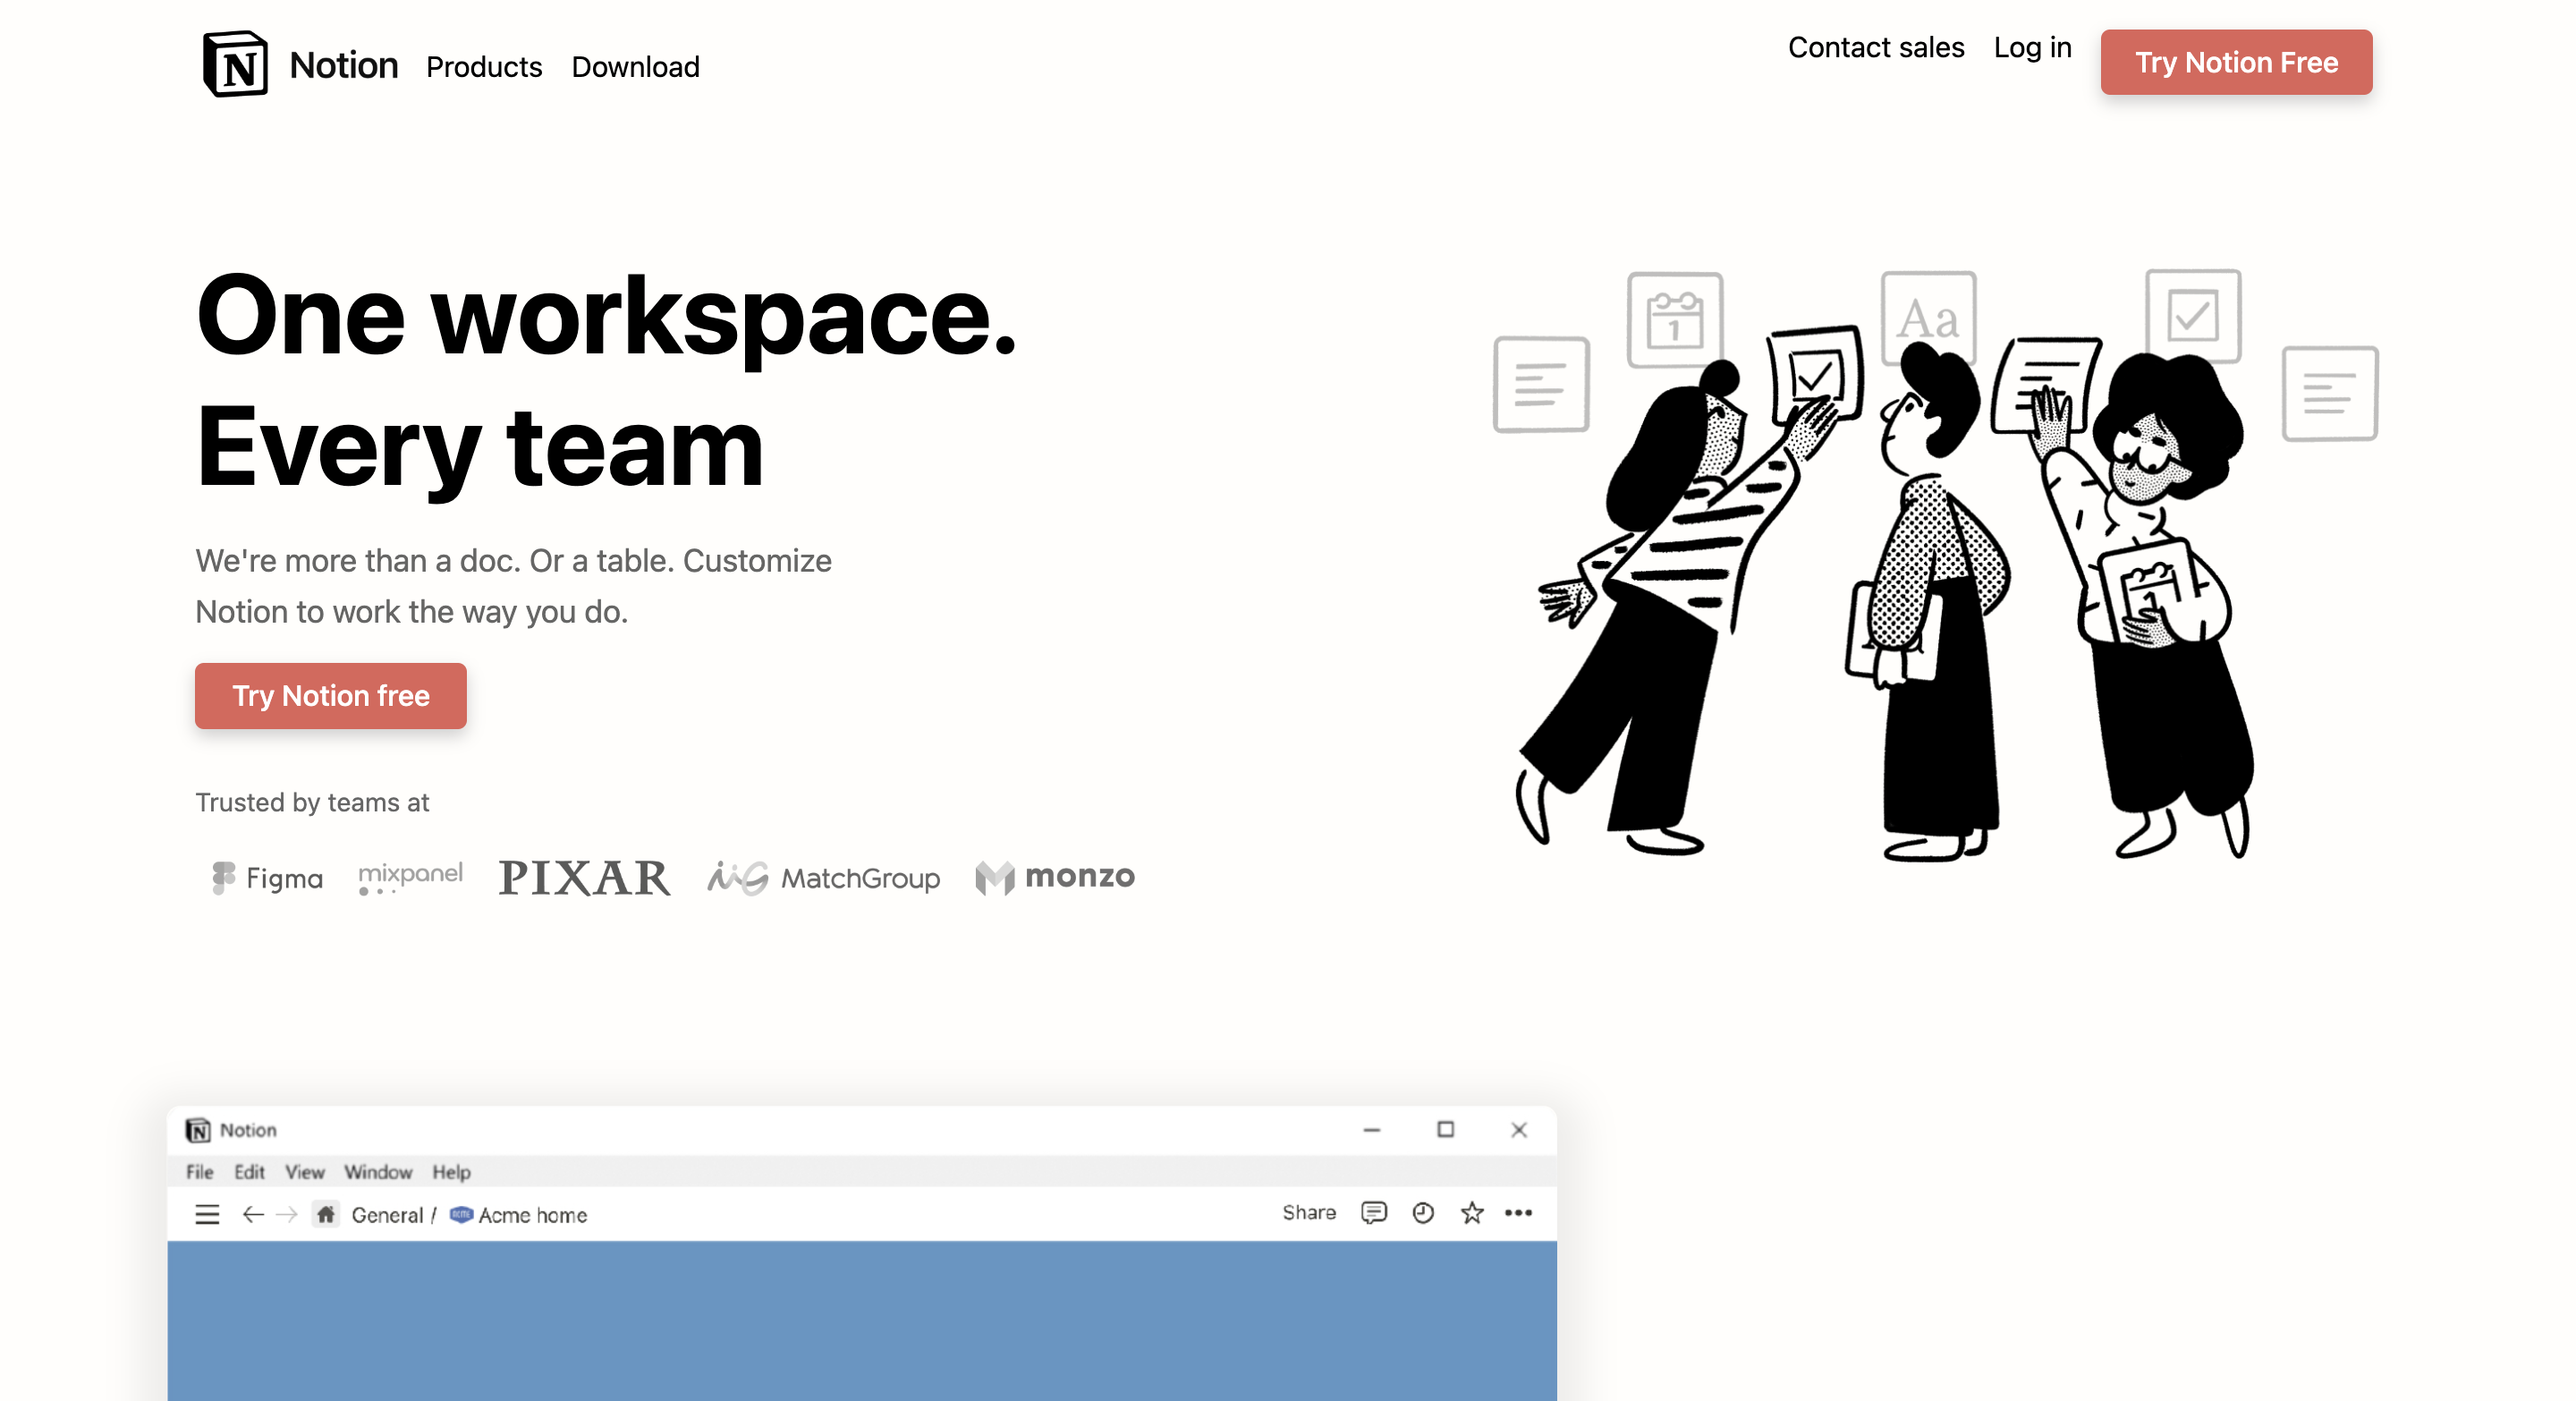 Notion Products Download
Contact sales Log in Try Notion Free
One workspace.
Every team
We're more than a doc. Or a table. Customize
Notion to work the way you do.
Try Notion free
Trusted by teams at
Figma mixpanel PIXAR MatchGroup monzo
1
Aa
1
Notion
File Edit View Window Help
General / ACME Acme home
Share